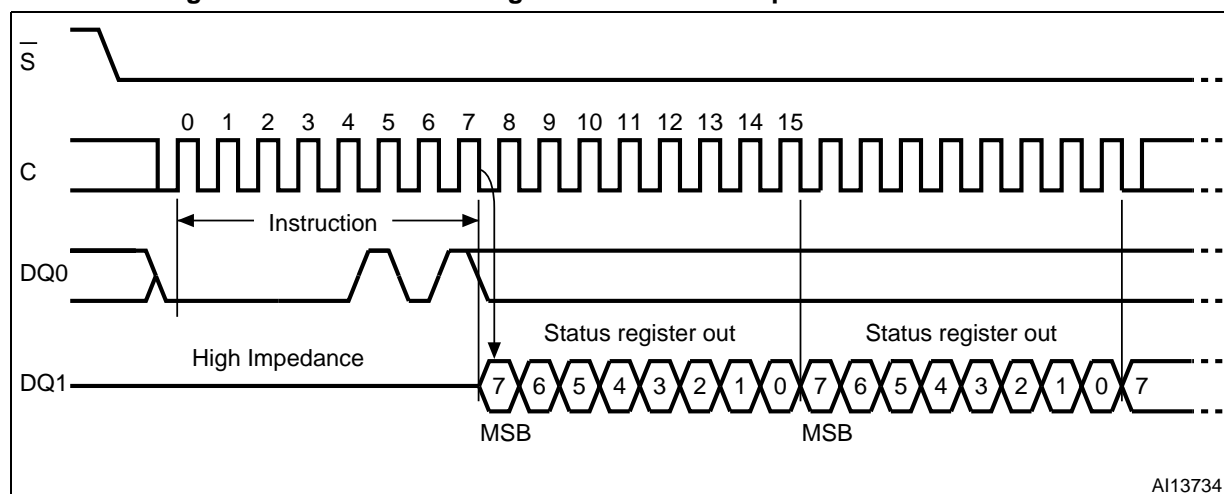 S
0 1 2 3 4 5 6 7 8 9 10 11 12 13 14 15
C
Instruction
DQ0
Status register out Status register out
High Impedance
DQ1 7 6 5 4 3 2 1 0 7 6 5 4 3 2 1 0 7
MSB MSB
AI13734